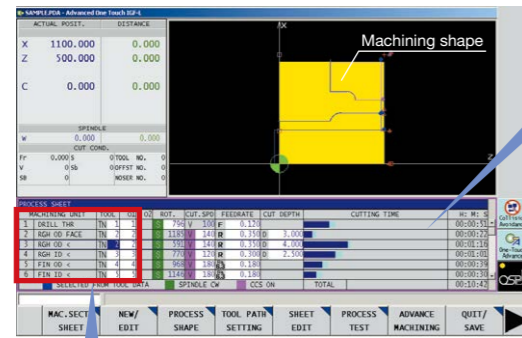 SAMPLE.PDA - Advanced One Touch IGF-L
ACTUAL POSIT. DISTANCE
X 1100.000 0.000
Z 500.000 0.000
C 0.000 0.000
SPINDLE
W 0.000 0.000
CUT COND.
Fr 0.000 S 0 TOOL NO. 0
V 0 Sb 0 OFFST NO. 0
SB 0 NOSER NO. 0
X
Machining shape
Z
PROCESS SHEET
MACHINING UNIT TOOL O1 O2 ROT. CUT.SPD FEEDRATE CUT DEPTH CUTTING TIME H: M: S
1 DRILL THR TN 1 1 S 796 V 100 F 0.120 00:00:51
2 RGH OD FACE TN 2 2 S 1185 V 140 R 0.350 D 3.000 00:00:22
3 RGH OD < TN 2 2 S 591 V 140 R 0.350 D 4.000 00:01:16
4 RGH ID < TN 3 3 S 770 V 120 R 0.300 D 2.500 00:01:01
5 FIN OD < TN 4 4 S 968 V 180 0.180 00:00:39
6 FIN ID < TN 5 5 S 1146 V 180 0.180
SELECTED FROM TOOL DATA SPINDLE CW CCS ON TOTAL 00:10:42
Collision Avoidance
One-Touch Advance
OSP
MAC.SECT SHEET
NEW/ EDIT
PROCESS SHAPE
TOOL PATH SETTING
SHEET EDIT
PROCESS TEST
ADVANCE MACHINING
QUIT/ SAVE